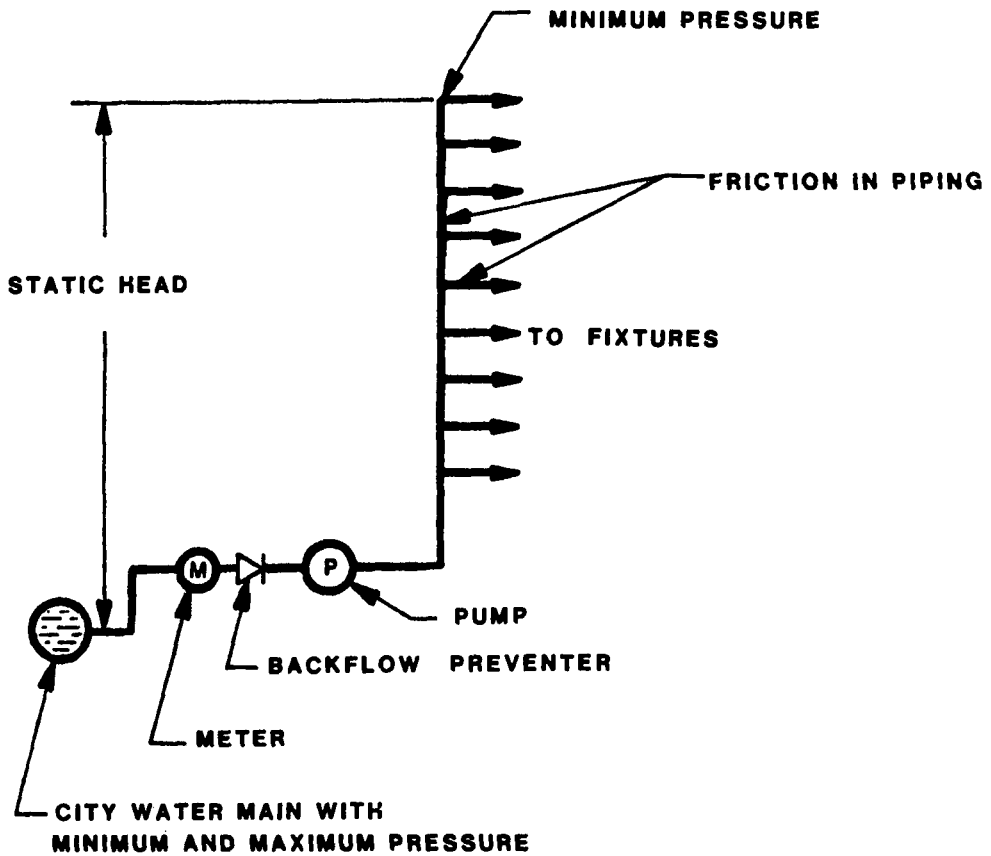 MINIMUM PRESSURE
FRICTION IN PIPING
STATIC HEAD
TO FIXTURES
M
P
PUMP
BACKFLOW PREVENTER
METER
CITY WATER MAIN WITH
MINIMUM AND MAXIMUM PRESSURE